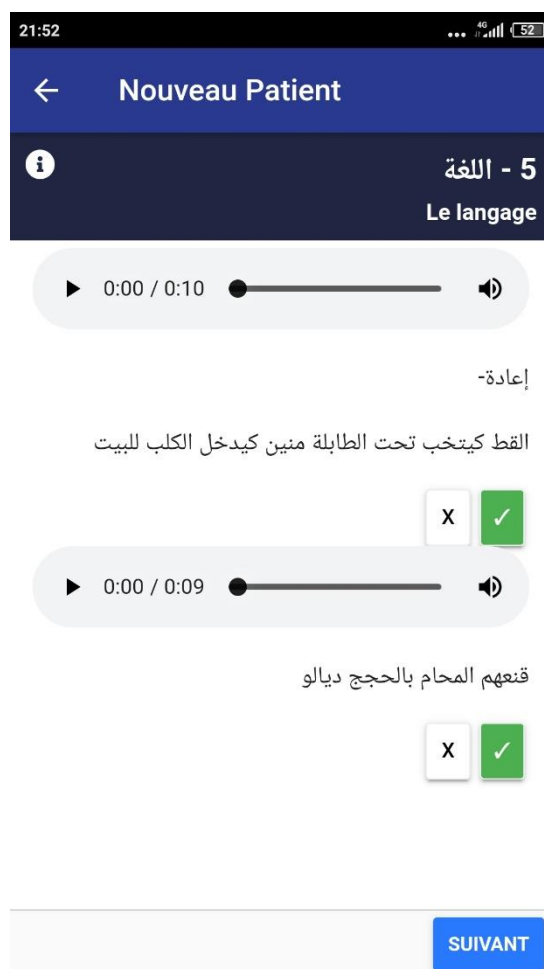 21:52
4G 52
Nouveau Patient
5 - اللغة
Le langage
0:00 / 0:10
إعادة-
القط كيتخب تحت الطابلة منين كيدخل الكلب للبيت
X ✓
0:00 / 0:09
قنعهم المحام بالحجج ديالو
X ✓
SUIVANT